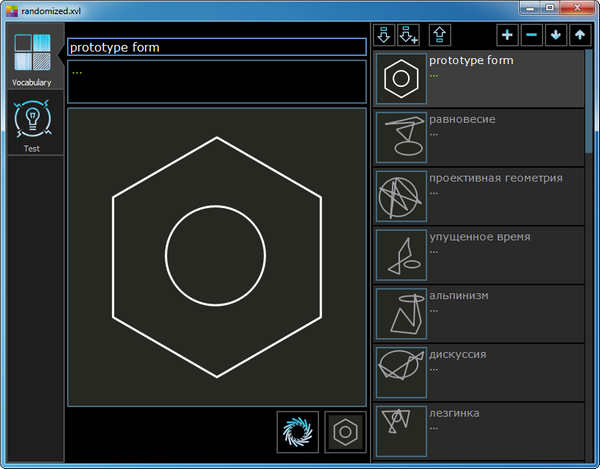 randomized.xvl
Vocabulary
Test
prototype form
...
prototype form
...
равновесие
...
проективная геометрия
...
упущенное время
...
альпинизм
...
дискуссия
...
лезгинка
...